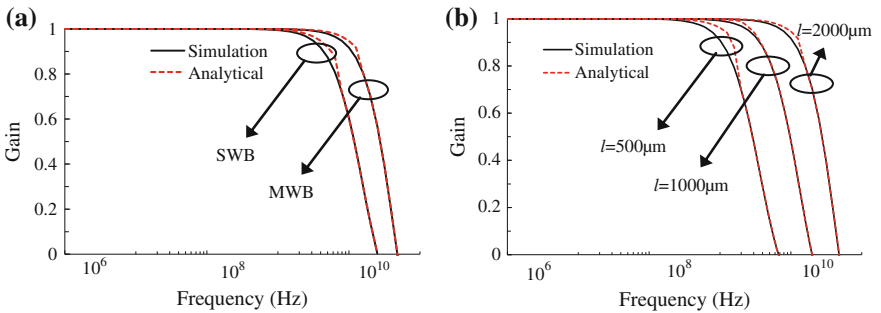 (a)
1
0.8
0.6
0.4
0.2
0
Gain
Simulation
Analytical
SWB
MWB
10^6
10^8
10^10
Frequency (Hz)
(b)
1
0.8
0.6
0.4
0.2
0
Gain
Simulation
Analytical
l=2000μm
l=500μm
l=1000μm
10^6
10^8
10^10
Frequency (Hz)